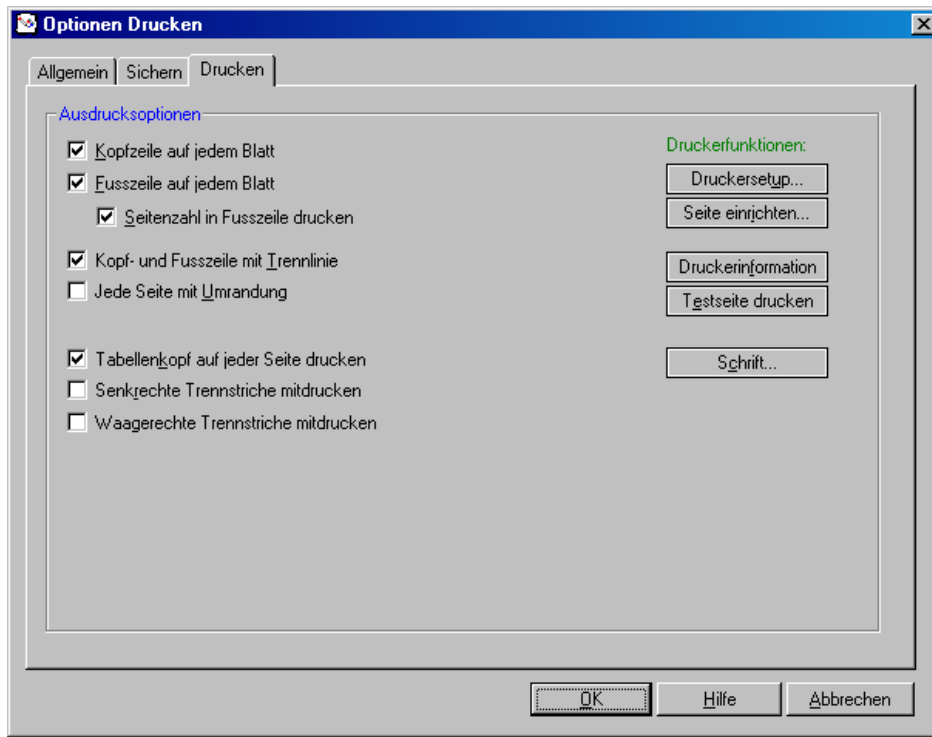 Optionen Drucken
Allgemein Sichern Drucken
Ausdrucksoptionen
Kopfzeile auf jedem Blatt
Fusszeile auf jedem Blatt
Seitenzahl in Fusszeile drucken
Kopf- und Fusszeile mit Trennlinie
Jede Seite mit Umrandung
Tabellenkopf auf jeder Seite drucken
Senkrechte Trennstriche mitdrucken
Waagerechte Trennstriche mitdrucken
Druckerfunktionen:
Druckersetup...
Seite einrichten...
Druckerinformation
Testseite drucken
Schrift...
OK Hilfe Abbrechen